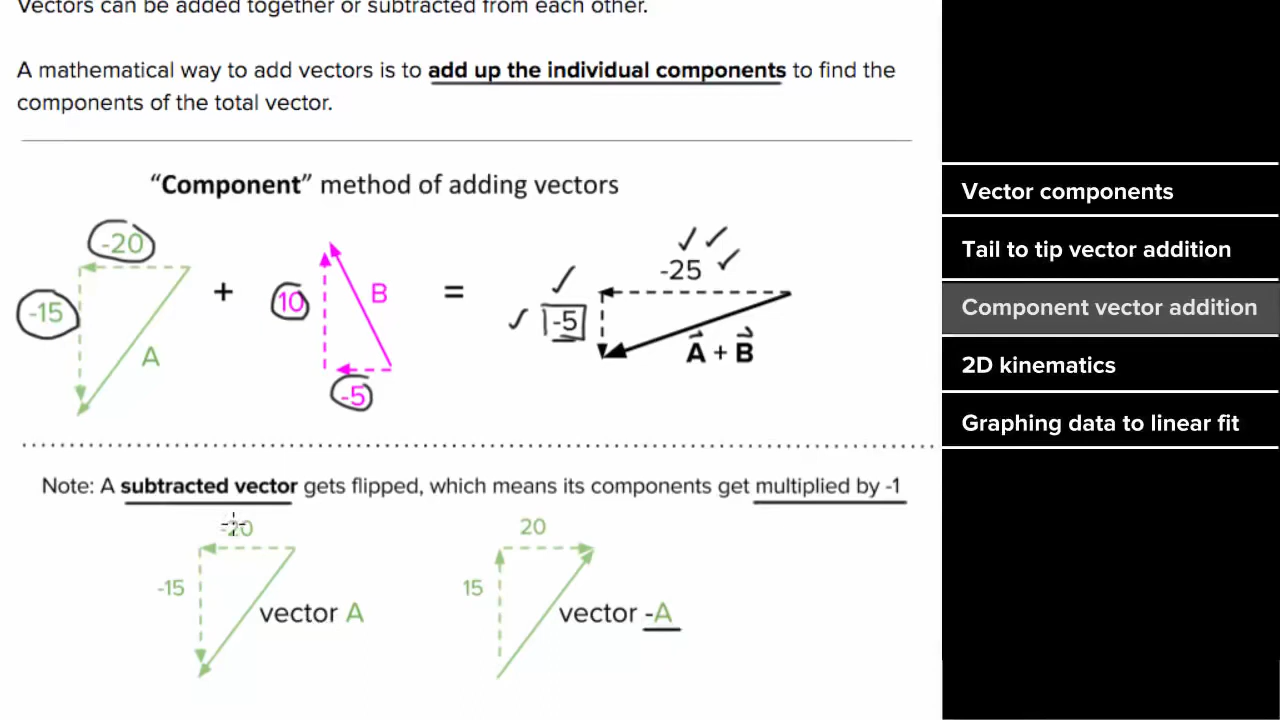 Vectors can be added together or subtracted from each other.
A mathematical way to add vectors is to add up the individual components to find the
components of the total vector.
“Component” method of adding vectors
-20
-15
A
+
10
B
-5
=
-25
-5
A + B
Note: A subtracted vector gets flipped, which means its components get multiplied by -1
-20
-15
vector A
20
15
vector -A
Vector components
Tail to tip vector addition
Component vector addition
2D kinematics
Graphing data to linear fit